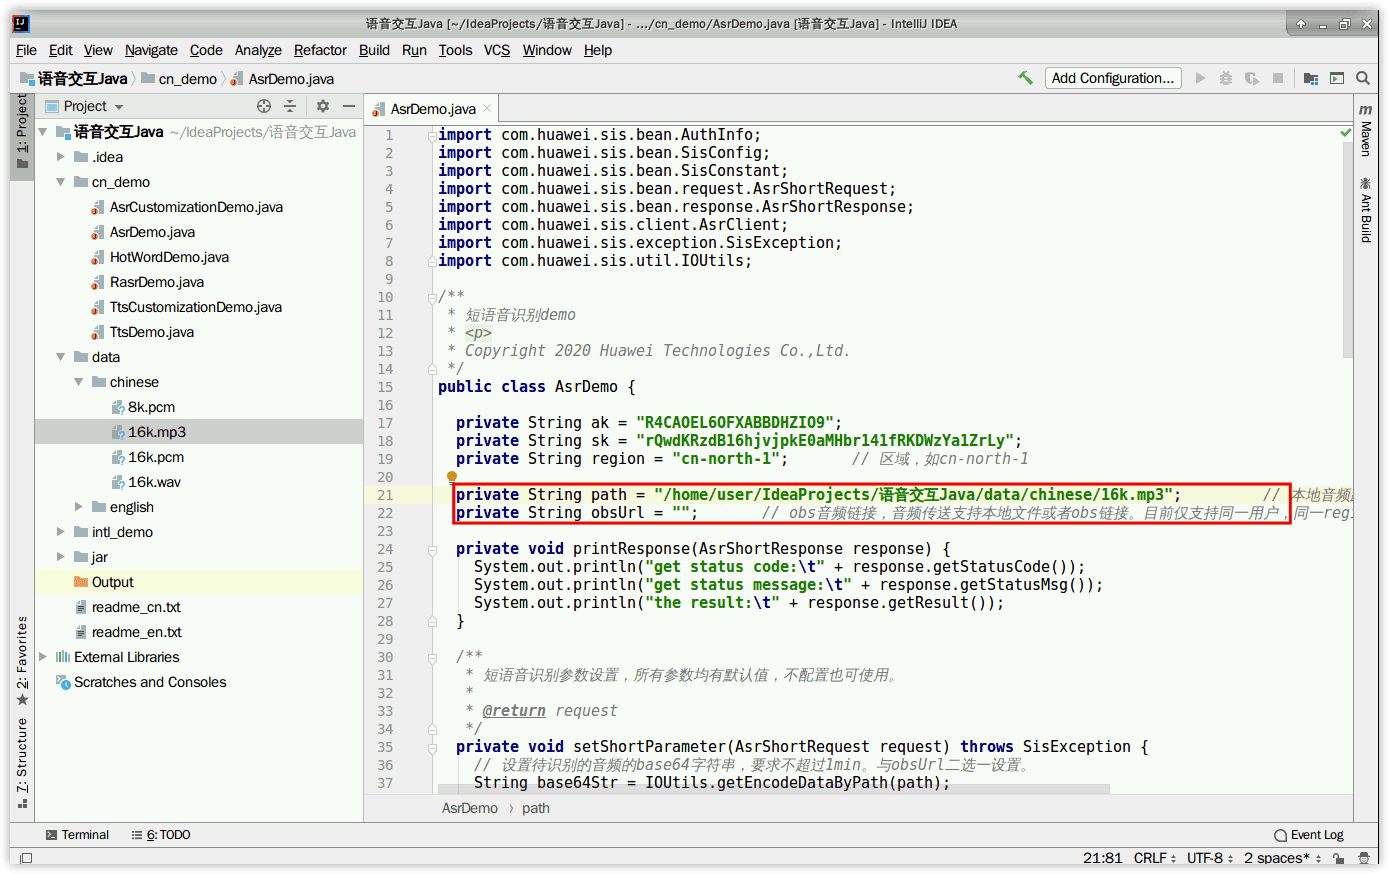 语音交互Java [~/IdeaProjects/语音交互Java] - .../cn_demo/AsrDemo.java [语音交互Java] - IntelliJ IDEA
File Edit View Navigate Code Analyze Refactor Build Run Tools VCS Window Help
语音交互Java cn_demo AsrDemo.java Add Configuration...
1: Project
2: Favorites
7: Structure
Project
语音交互Java ~/IdeaProjects/语音交互Java
.idea
cn_demo
AsrCustomizationDemo.java
AsrDemo.java
HotWordDemo.java
RasrDemo.java
TtsCustomizationDemo.java
TtsDemo.java
data
chinese
8k.pcm
16k.mp3
16k.pcm
16k.wav
english
intl_demo
jar
Output
readme_cn.txt
readme_en.txt
External Libraries
Scratches and Consoles
AsrDemo.java
1 import com.huawei.sis.bean.AuthInfo;
2 import com.huawei.sis.bean.SisConfig;
3 import com.huawei.sis.bean.SisConstant;
4 import com.huawei.sis.bean.request.AsrShortRequest;
5 import com.huawei.sis.bean.response.AsrShortResponse;
6 import com.huawei.sis.client.AsrClient;
7 import com.huawei.sis.exception.SisException;
8 import com.huawei.sis.util.IOUtils;
9
10 /**
11 * 短语音识别demo
12 * <p>
13 * Copyright 2020 Huawei Technologies Co.,Ltd.
14 */
15 public class AsrDemo {
16
17 private String ak = "R4CAOEL6OFXABBDHZIO9";
18 private String sk = "rQwdKRzdB16hjvjpkE0aMHbr141fRKDWzYa1ZrLy";
19 private String region = "cn-north-1"; // 区域，如cn-north-1
20
21 private String path = "/home/user/IdeaProjects/语音交互Java/data/chinese/16k.mp3"; // 本地音频
22 private String obsUrl = ""; // obs音频链接，音频传送支持本地文件或者obs链接。目前仅支持同一用户，同一regi
23
24 private void printResponse(AsrShortResponse response) {
25 System.out.println("get status code:\t" + response.getStatusCode());
26 System.out.println("get status message:\t" + response.getStatusMsg());
27 System.out.println("the result:\t" + response.getResult());
28 }
29
30 /**
31 * 短语音识别参数设置，所有参数均有默认值，不配置也可使用。
32 *
33 * @return request
34 */
35 private void setShortParameter(AsrShortRequest request) throws SisException {
36 // 设置待识别的音频的base64字符串，要求不超过1min。与obsUrl二选一设置。
37 String base64Str = IOUtils.getEncodeDataByPath(path);
AsrDemo › path
m Maven
Ant Build
Terminal 6: TODO Event Log
21:81 CRLF UTF-8 2 spaces*